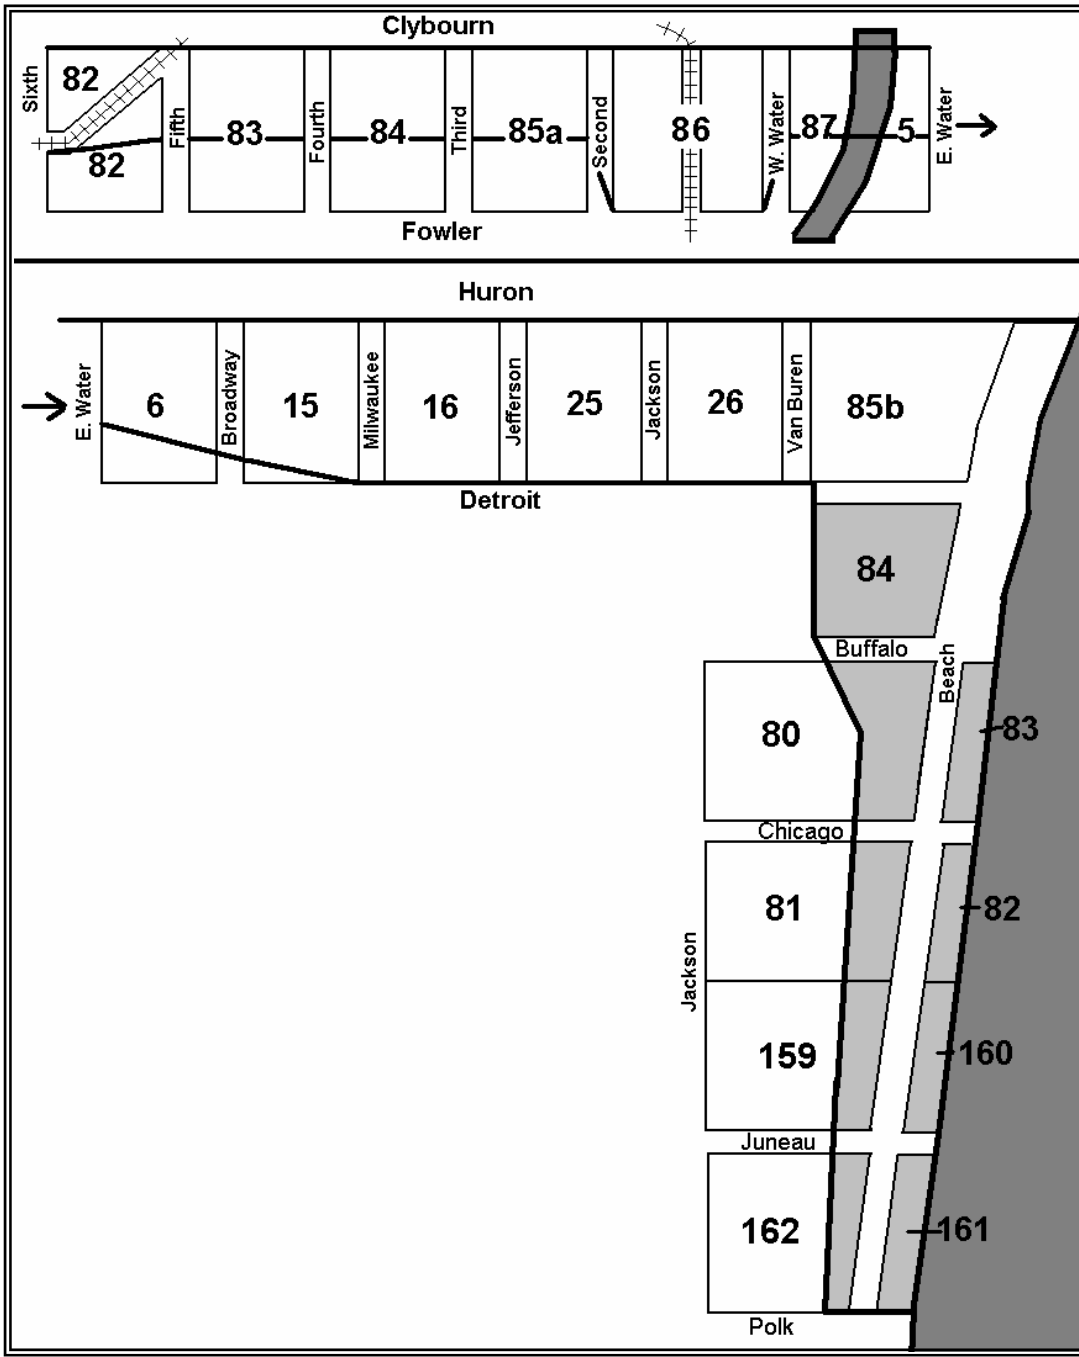 Clybourn
Sixth
82
82
Fifth
83
Fourth
84
Third
85a
Second
86
W. Water
87
5
E. Water
Fowler
Huron
E. Water
6
Broadway
15
Milwaukee
16
Jefferson
25
Jackson
26
Van Buren
85b
Detroit
84
Buffalo
Beach
80
83
Chicago
81
82
Jackson
159
160
Juneau
162
161
Polk